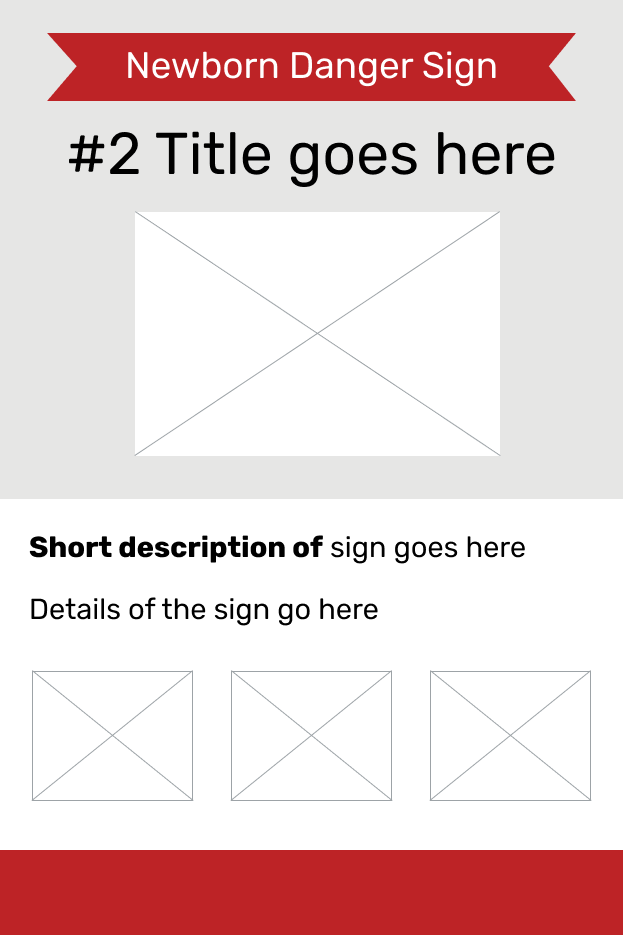 Newborn Danger Sign
#2 Title goes here
Short description of sign goes here
Details of the sign go here